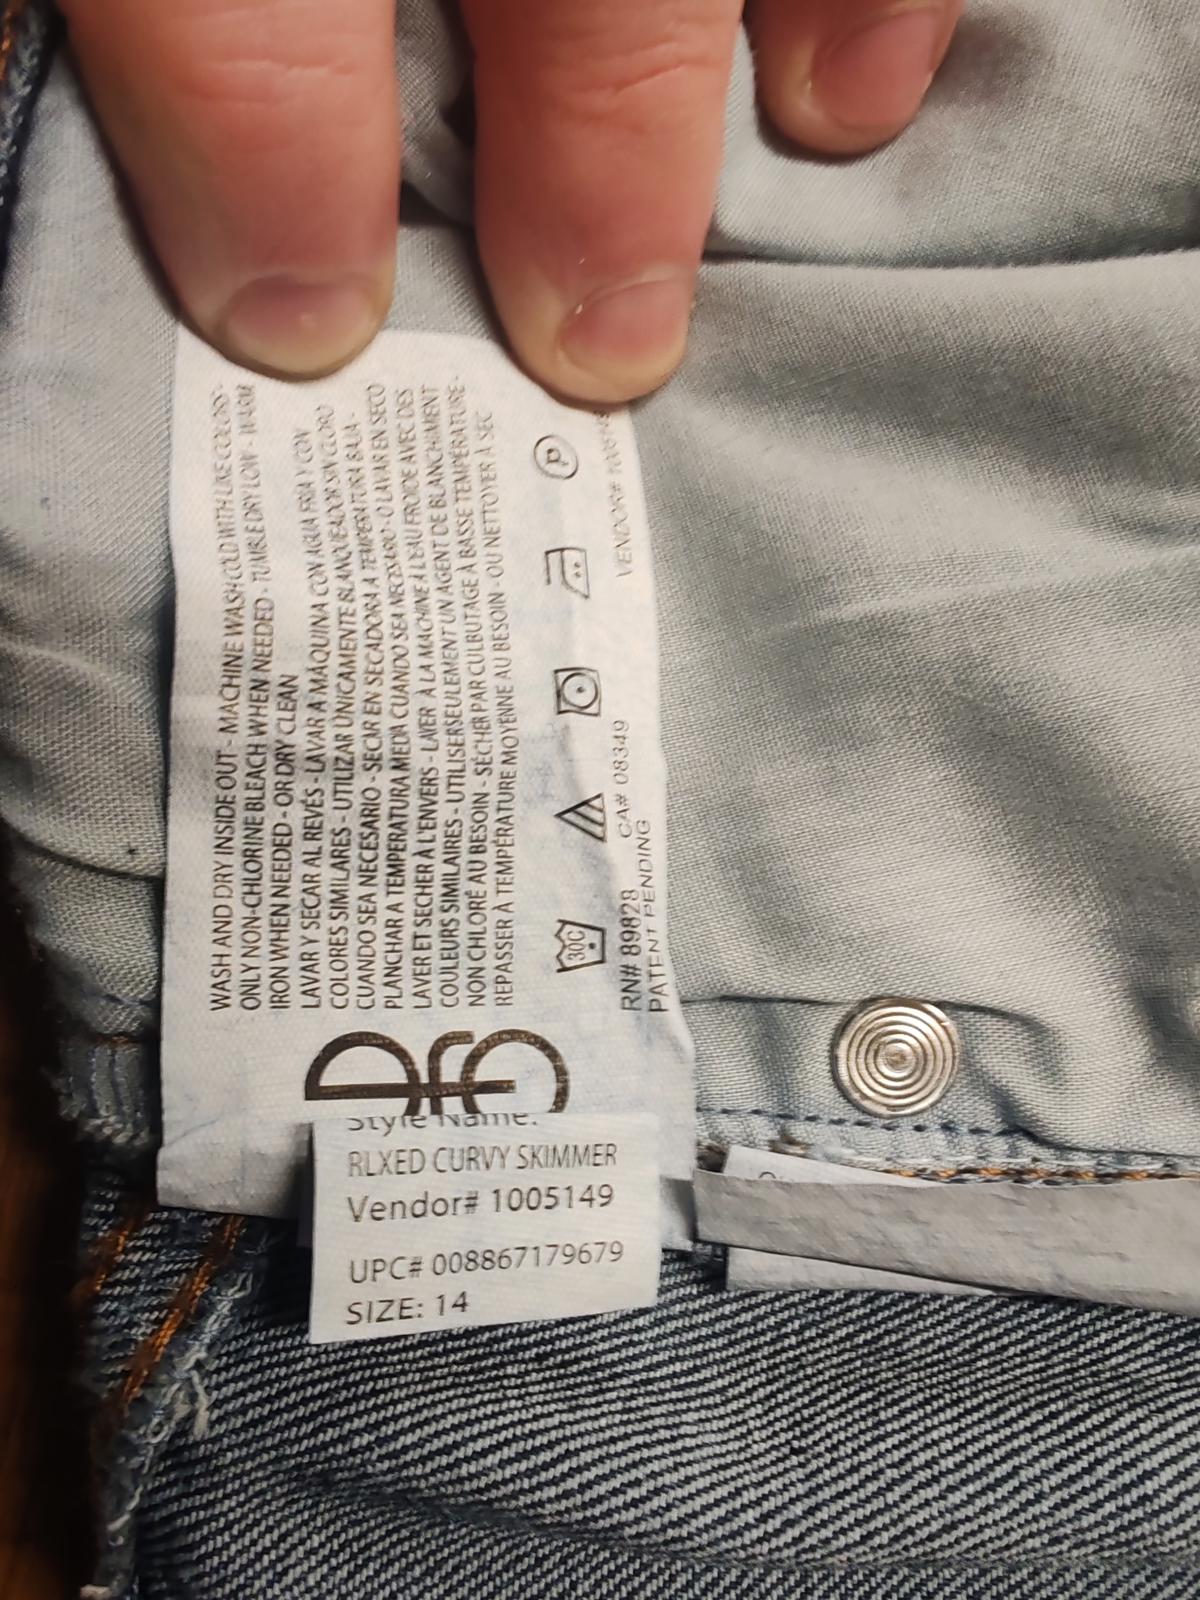 WASH AND DRY INSIDE OUT - MACHINE WASH COLD WITH LIKE COLORS -
ONLY NON-CHLORINE BLEACH WHEN NEEDED - TUMBLE DRY LOW - WARM
IRON WHEN NEEDED - OR DRY CLEAN
LAVAR Y SECAR AL REVÉS - LAVAR A MÁQUINA CON AGUA FRIA Y CON
COLORES SIMILARES - UTILIZAR ÚNICAMENTE BLANQUEADOR SIN CLORO
CUANDO SEA NECESARIO - SECAR EN SECADORA A TEMPERATURA BAJA -
PLANCHAR A TEMPERATURA MEDIA CUANDO SEA NECESARIO - O LAVAR EN SECO
LAVER ET SECHER À L'ENVERS - LAVER À LA MACHINE À L'EAU FROIDE AVEC DES
COULEURS SIMILAIRES - UTILISER SEULEMENT UN AGENT DE BLANCHIMENT
NON CHLORÉ AU BESOIN - SÉCHER PAR CULBUTAGE À BASSE TEMPÉRATURE -
REPASSER À TEMPÉRATURE MOYENNE AU BESOIN - OU NETTOYER À SEC
30C P
RN# 89828 CA# 08349 VENDOR# 1005149
PATENT PENDING
Style Name:
RLXED CURVY SKIMMER
Vendor# 1005149
UPC# 008867179679
SIZE: 14